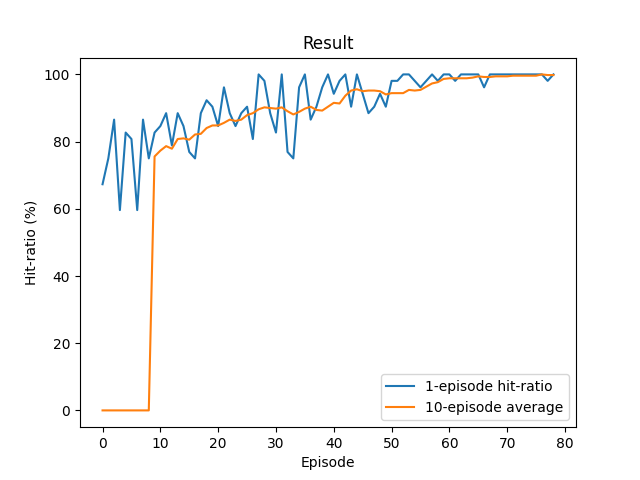 Result
Hit-ratio (%)
100
80
60
40
20
0
1-episode hit-ratio
10-episode average
0 10 20 30 40 50 60 70 80
Episode